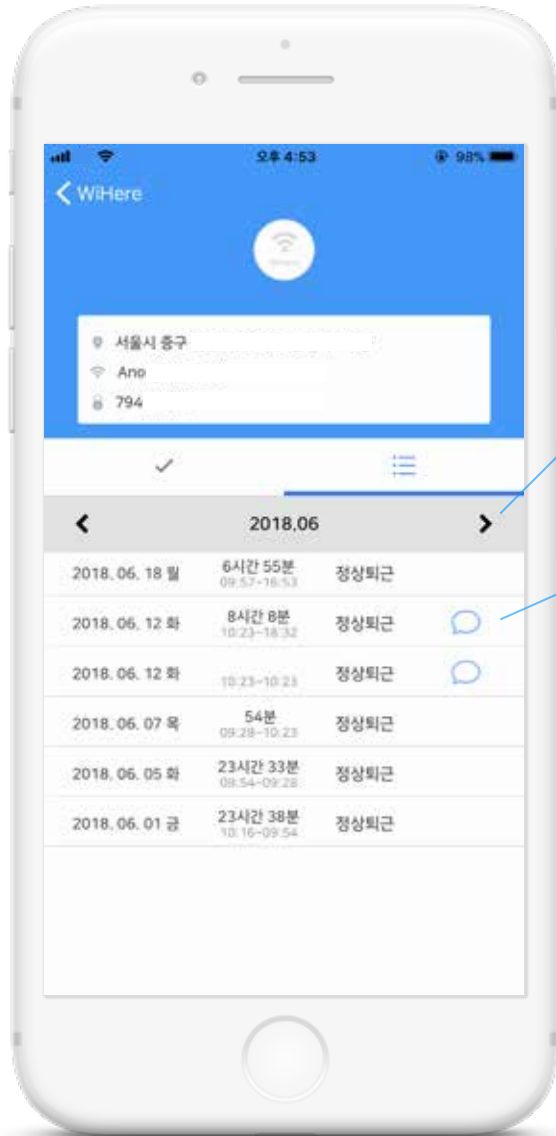 오후 4:53
98%
WiHere
서울시 중구
Ano
794
2018.06
2018. 06. 18 월 6시간 55분 정상퇴근
09:57~16:53
2018. 06. 12 화 8시간 8분 정상퇴근
10:23~18:32
2018. 06. 12 화 정상퇴근
10:23~10:23
2018. 06. 07 목 54분 정상퇴근
09:28~10:23
2018. 06. 05 화 23시간 33분 정상퇴근
09:54~09:28
2018. 06. 01 금 23시간 38분 정상퇴근
10:16~09:54